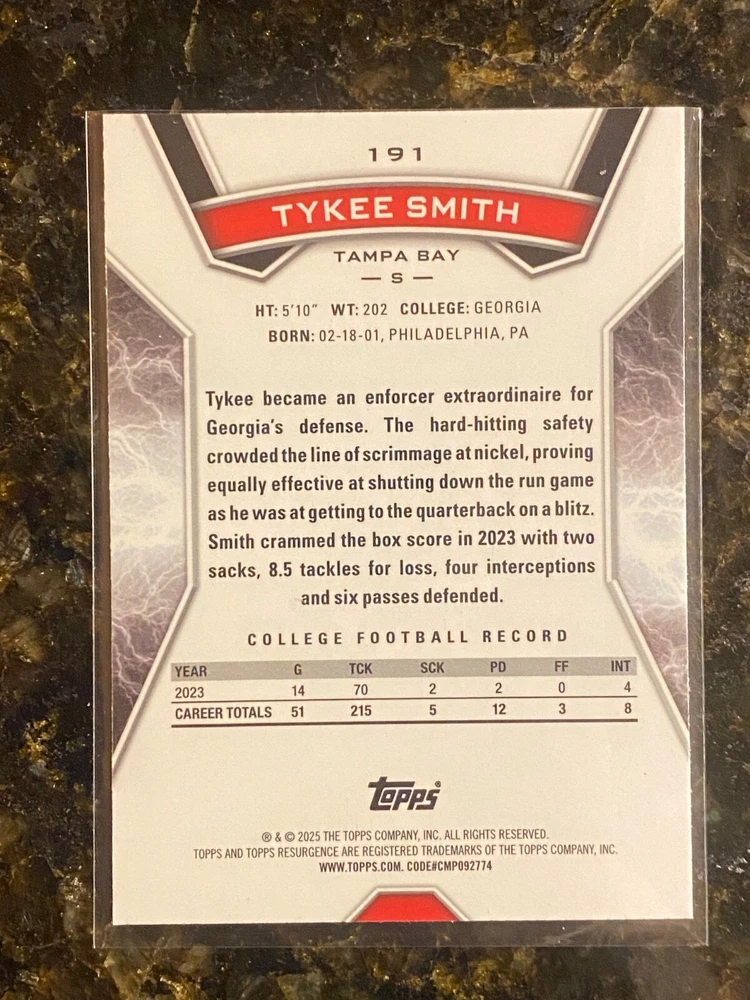 191
TYKEE SMITH
TAMPA BAY
— S —
HT: 5'10" WT: 202 COLLEGE: GEORGIA
BORN: 02-18-01, PHILADELPHIA, PA
Tykee became an enforcer extraordinaire for
Georgia's defense. The hard-hitting safety
crowded the line of scrimmage at nickel, proving
equally effective at shutting down the run game
as he was at getting to the quarterback on a blitz.
Smith crammed the box score in 2023 with two
sacks, 8.5 tackles for loss, four interceptions
and six passes defended.
COLLEGE FOOTBALL RECORD
YEAR G TCK SCK PD FF INT
2023 14 70 2 2 0 4
CAREER TOTALS 51 215 5 12 3 8
topps®
® & © 2025 THE TOPPS COMPANY, INC. ALL RIGHTS RESERVED.
TOPPS AND TOPPS RESURGENCE ARE REGISTERED TRADEMARKS OF THE TOPPS COMPANY, INC.
WWW.TOPPS.COM. CODE#CMP092774